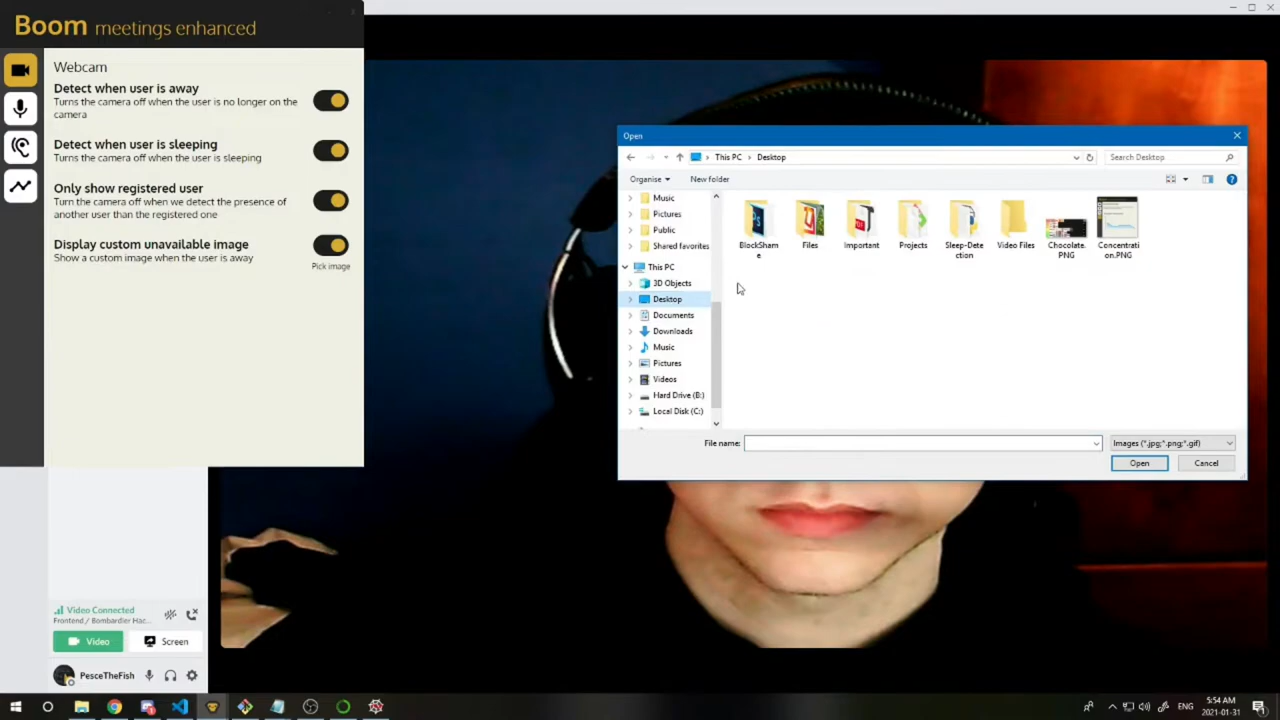 Boom meetings enhanced
Webcam
Detect when user is away
Turns the camera off when the user is no longer on the
camera
Detect when user is sleeping
Turns the camera off when the user is sleeping
Only show registered user
Turn the camera off when we detect the presence of
another user than the registered one
Display custom unavailable image
Show a custom image when the user is away
Pick image
Open
This PC > Desktop
Search Desktop
Organise
New folder
Music
Pictures
Public
Shared favorites
This PC
3D Objects
Desktop
Documents
Downloads
Music
Pictures
Videos
Hard Drive (B:)
Local Disk (C:)
BlockSham
e
Files
Important
Projects
Sleep-Dete
ction
Video Files
Chocolate.
PNG
Concentrati
on.PNG
File name:
Images (*.jpg;*.png;*.gif)
Open
Cancel
Video Connected
Frontend / Bombardier Hac...
Video
Screen
PesceTheFish
ENG
5:54 AM
2021-01-31